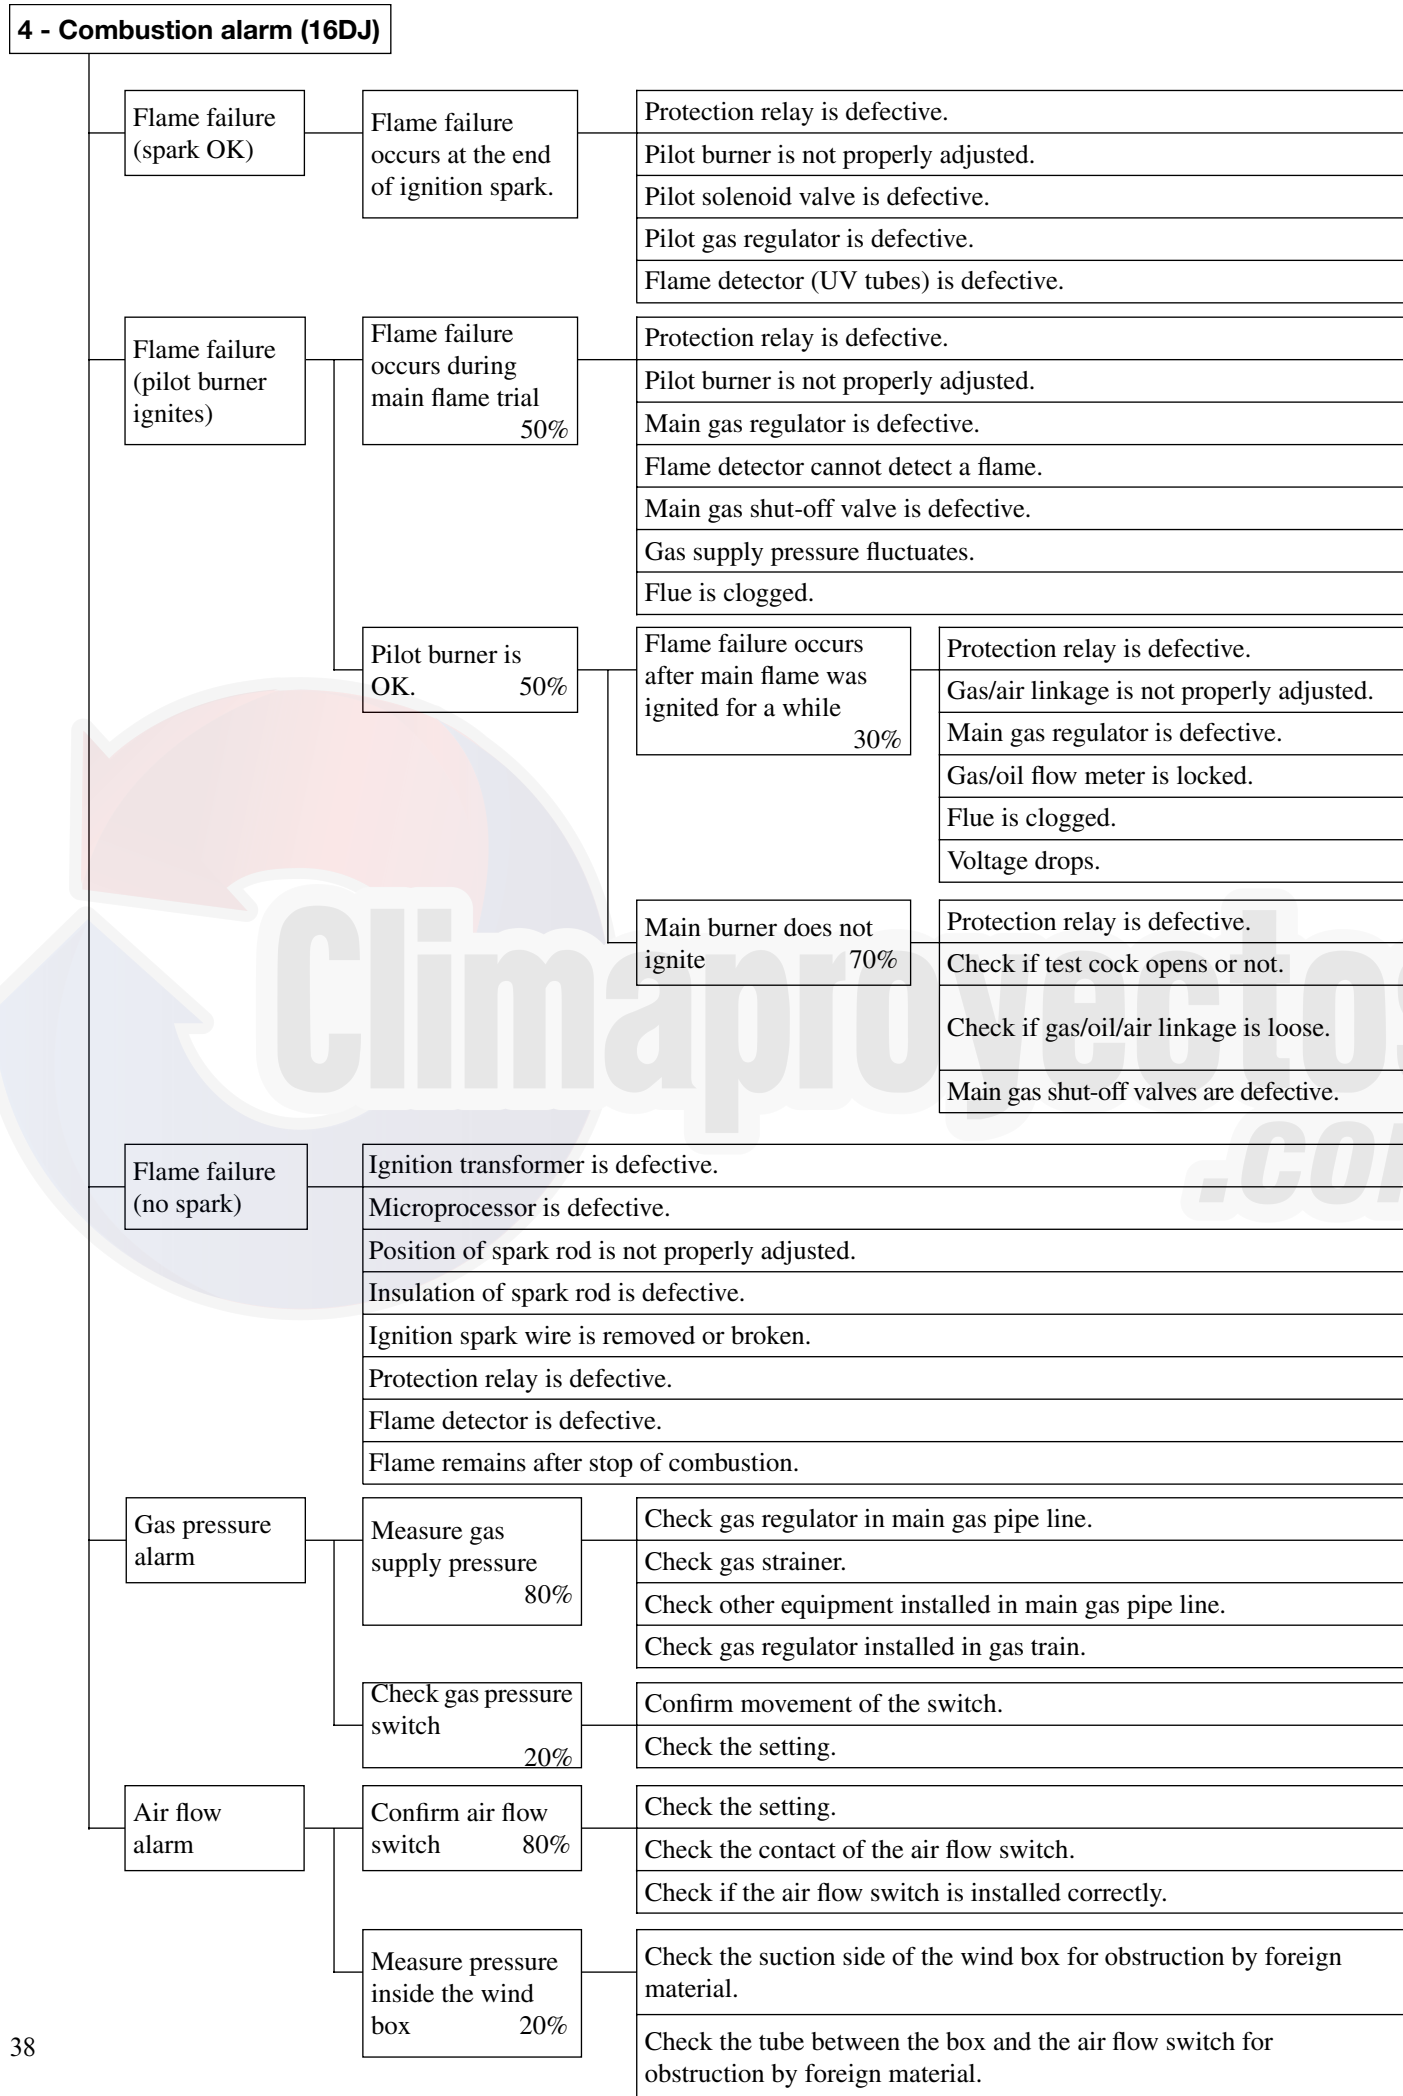 4 - Combustion alarm (16DJ)
Flame failure
(spark OK)
Flame failure
occurs at the end
of ignition spark.
Protection relay is defective.
Pilot burner is not properly adjusted.
Pilot solenoid valve is defective.
Pilot gas regulator is defective.
Flame detector (UV tubes) is defective.
Flame failure
(pilot burner
ignites)
Flame failure
occurs during
main flame trial
50%
Protection relay is defective.
Pilot burner is not properly adjusted.
Main gas regulator is defective.
Flame detector cannot detect a flame.
Main gas shut-off valve is defective.
Gas supply pressure fluctuates.
Flue is clogged.
Pilot burner is
OK. 50%
Flame failure occurs
after main flame was
ignited for a while
30%
Protection relay is defective.
Gas/air linkage is not properly adjusted.
Main gas regulator is defective.
Gas/oil flow meter is locked.
Flue is clogged.
Voltage drops.
Main burner does not
ignite 70%
Protection relay is defective.
Check if test cock opens or not.
Check if gas/oil/air linkage is loose.
Main gas shut-off valves are defective.
Climaproyectos
.com
Flame failure
(no spark)
Ignition transformer is defective.
Microprocessor is defective.
Position of spark rod is not properly adjusted.
Insulation of spark rod is defective.
Ignition spark wire is removed or broken.
Protection relay is defective.
Flame detector is defective.
Flame remains after stop of combustion.
Gas pressure
alarm
Measure gas
supply pressure
80%
Check gas regulator in main gas pipe line.
Check gas strainer.
Check other equipment installed in main gas pipe line.
Check gas regulator installed in gas train.
Check gas pressure
switch
20%
Confirm movement of the switch.
Check the setting.
Air flow
alarm
Confirm air flow
switch 80%
Check the setting.
Check the contact of the air flow switch.
Check if the air flow switch is installed correctly.
Measure pressure
inside the wind
box 20%
Check the suction side of the wind box for obstruction by foreign
material.
Check the tube between the box and the air flow switch for
obstruction by foreign material.
38